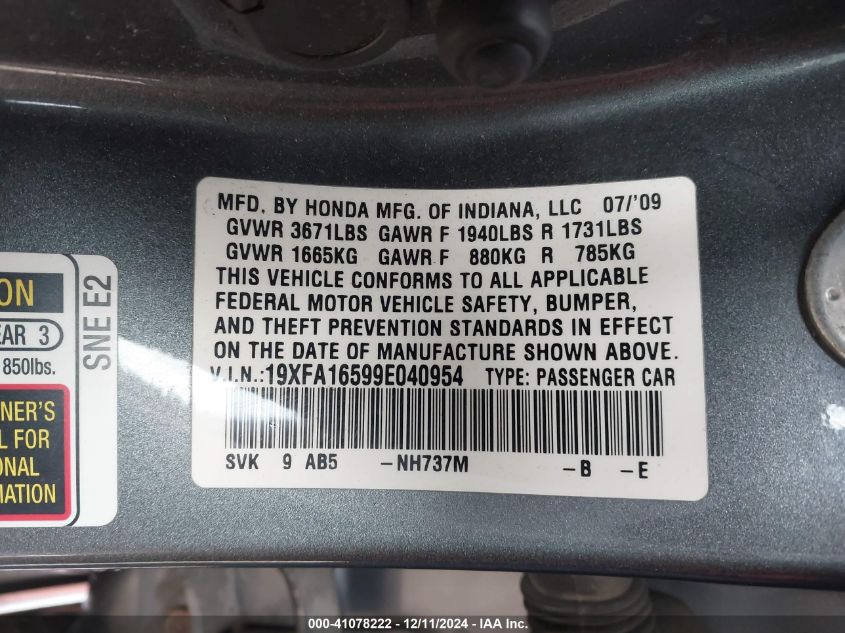 MFD. BY HONDA MFG. OF INDIANA, LLC 07/'09
GVWR 3671LBS GAWR F 1940LBS R 1731LBS
GVWR 1665KG GAWR F 880KG R 785KG
THIS VEHICLE CONFORMS TO ALL APPLICABLE
FEDERAL MOTOR VEHICLE SAFETY, BUMPER,
AND THEFT PREVENTION STANDARDS IN EFFECT
ON THE DATE OF MANUFACTURE SHOWN ABOVE.
V.I.N.:19XFA16599E040954 TYPE: PASSENGER CAR
SVK 9 AB5 -NH737M -B -E
ON
EAR 3
850lbs.
NER'S
L FOR
ONAL
MATION
SNE E2
000-41078222 - 12/11/2024 - IAA Inc.